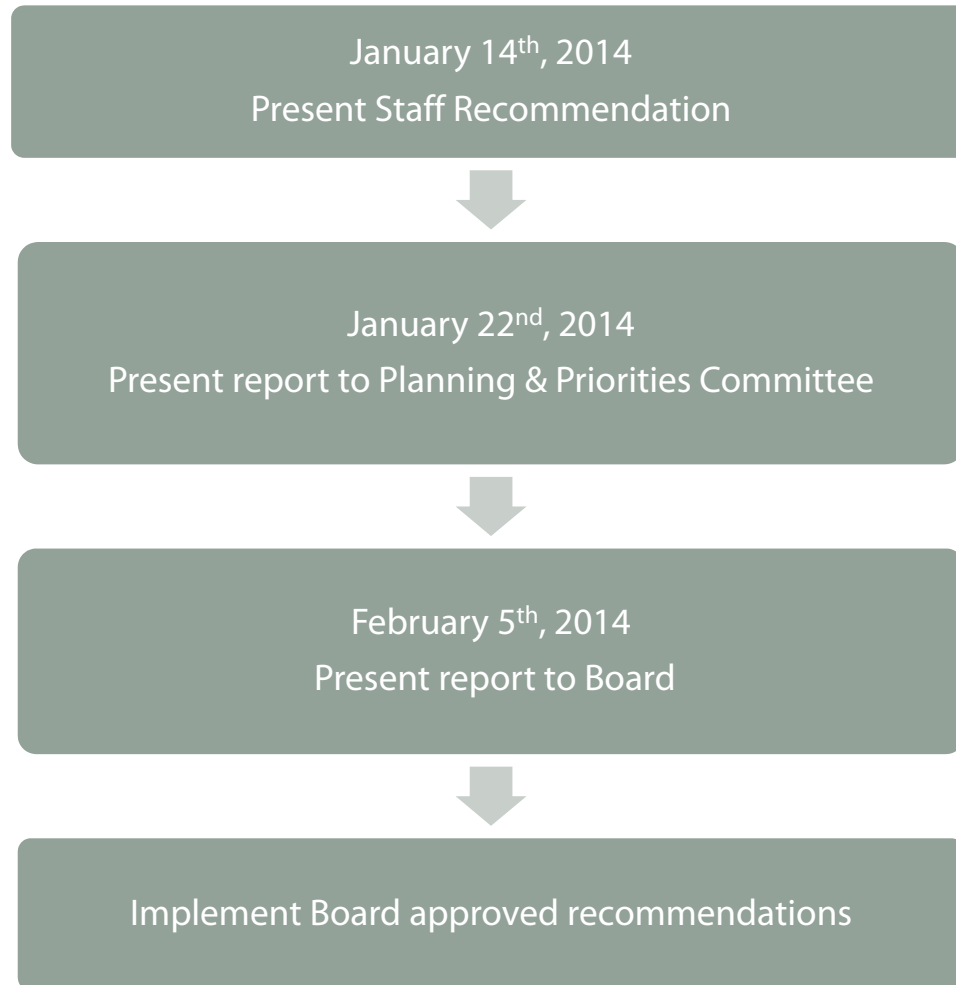 January 14th, 2014
Present Staff Recommendation
January 22nd, 2014
Present report to Planning & Priorities Committee
February 5th, 2014
Present report to Board
Implement Board approved recommendations